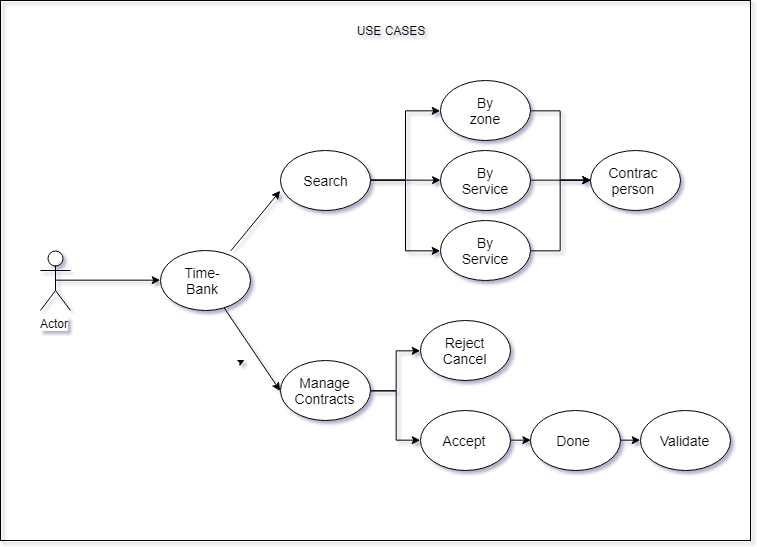 USE CASES
By
zone
Search
By
Service
Contrac
person
By
Service
Time-
Bank
Actor
Reject
Cancel
Manage
Contracts
Accept
Done
Validate